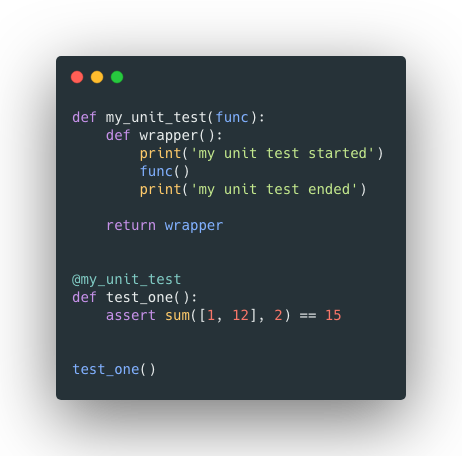 def my_unit_test(func):
    def wrapper():
        print('my unit test started')
        func()
        print('my unit test ended')

    return wrapper


@my_unit_test
def test_one():
    assert sum([1, 12], 2) == 15


test_one()